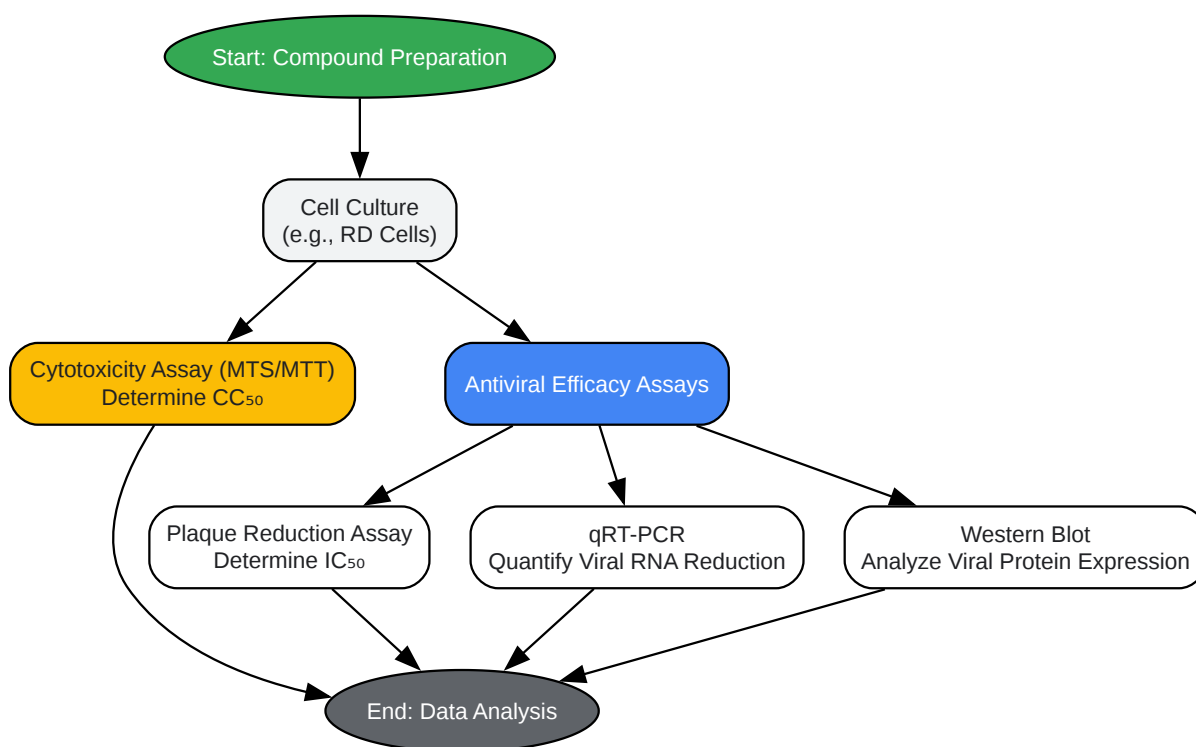 Start: Compound Preparation
Cell Culture
(e.g., RD Cells)
Cytotoxicity Assay (MTS/MTT)
Determine CC₅₀
Antiviral Efficacy Assays
Plaque Reduction Assay
Determine IC₅₀
qRT-PCR
Quantify Viral RNA Reduction
Western Blot
Analyze Viral Protein Expression
End: Data Analysis